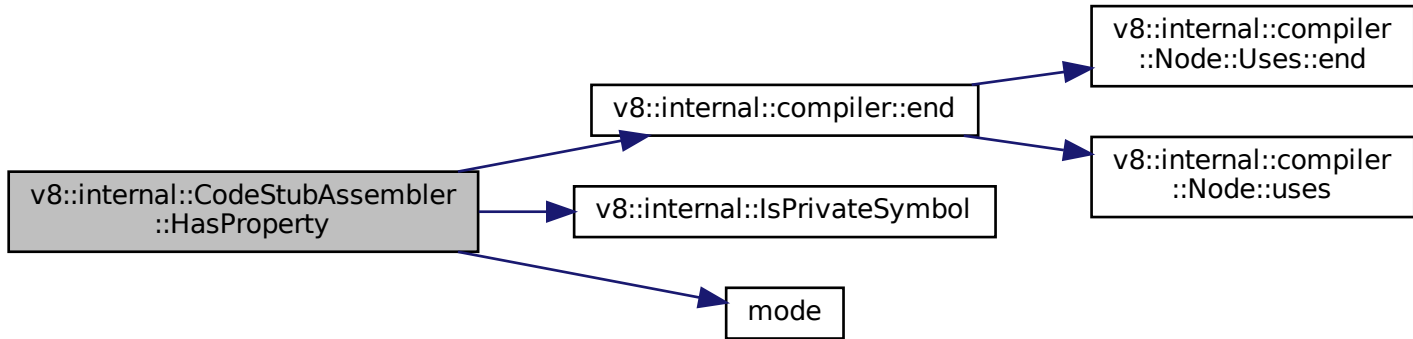 v8::internal::CodeStubAssembler
::HasProperty
v8::internal::compiler::end
v8::internal::IsPrivateSymbol
mode
v8::internal::compiler
::Node::Uses::end
v8::internal::compiler
::Node::uses